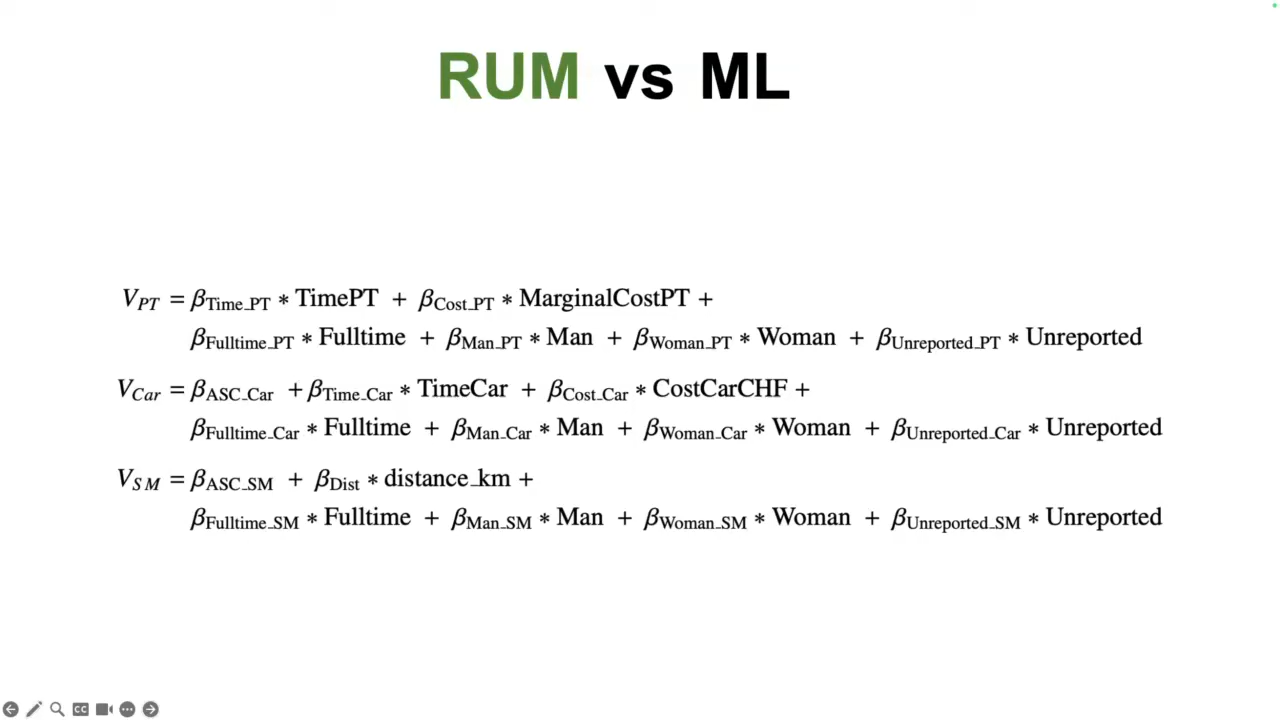 RUM vs ML
V_PT = β_Time_PT * TimePT + β_Cost_PT * MarginalCostPT +
β_Fulltime_PT * Fulltime + β_Man_PT * Man + β_Woman_PT * Woman + β_Unreported_PT * Unreported
V_Car = β_ASC_Car + β_Time_Car * TimeCar + β_Cost_Car * CostCarCHF +
β_Fulltime_Car * Fulltime + β_Man_Car * Man + β_Woman_Car * Woman + β_Unreported_Car * Unreported
V_SM = β_ASC_SM + β_Dist * distance_km +
β_Fulltime_SM * Fulltime + β_Man_SM * Man + β_Woman_SM * Woman + β_Unreported_SM * Unreported
CC